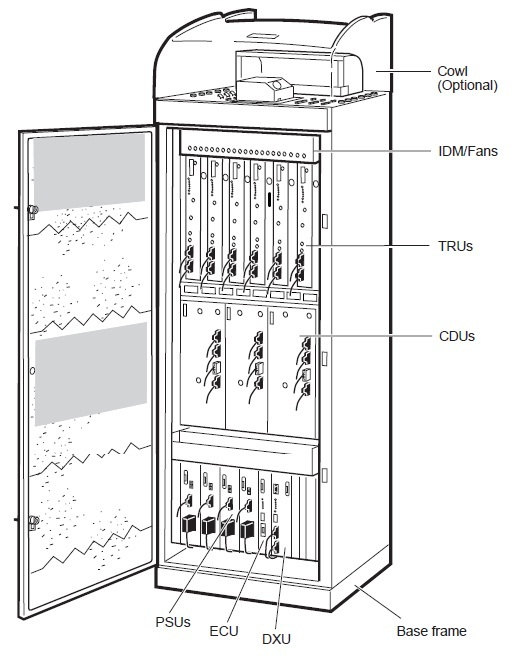 Cowl
(Optional)
IDM/Fans
TRUs
CDUs
PSUs
ECU
DXU
Base frame